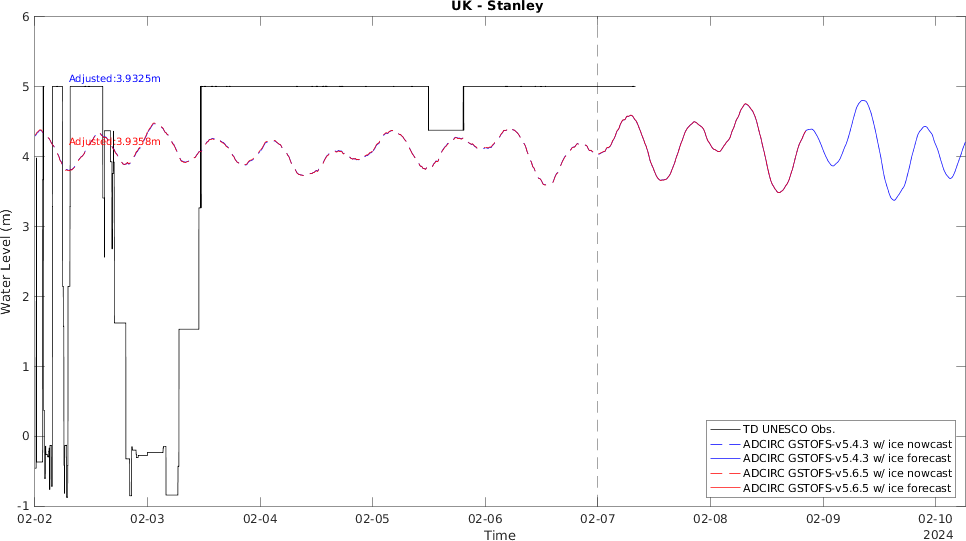 UK - Stanley
6
5
4
3
2
1
0
-1
Water Level (m)
Adjusted:3.9325m
Adjusted:3.9358m
TD UNESCO Obs.
ADCIRC GSTOFS-v5.4.3 w/ ice nowcast
ADCIRC GSTOFS-v5.4.3 w/ ice forecast
ADCIRC GSTOFS-v5.6.5 w/ ice nowcast
ADCIRC GSTOFS-v5.6.5 w/ ice forecast
02-02 02-03 02-04 02-05 02-06 02-07 02-08 02-09 02-10
Time
2024